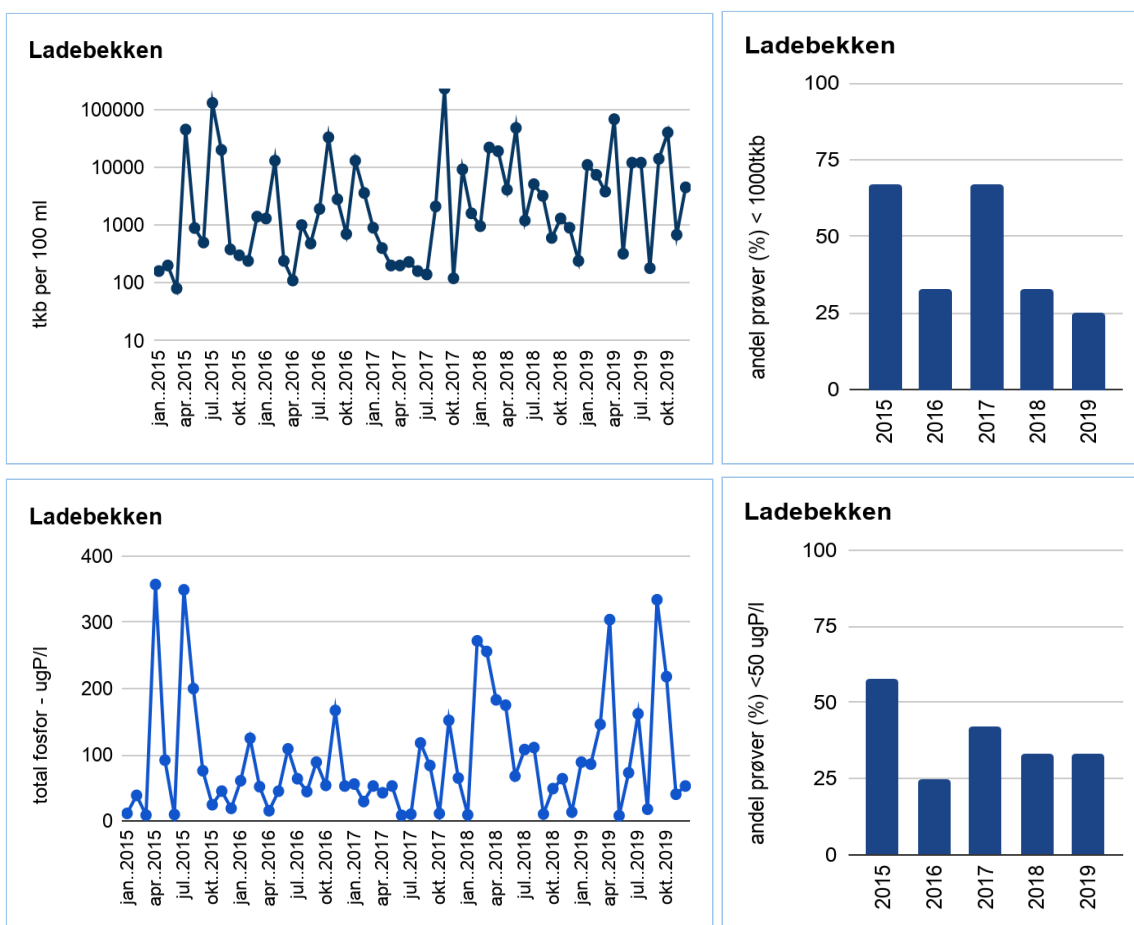 Ladebekken
tkb per 100 ml
100000
10000
1000
100
10
jan..2015
apr..2015
jul..2015
okt..2015
jan..2016
apr..2016
jul..2016
okt..2016
jan..2017
apr..2017
jul..2017
okt..2017
jan..2018
apr..2018
jul..2018
okt..2018
jan..2019
apr..2019
jul..2019
okt..2019
Ladebekken
andel prøver (%) < 1000tkb
100
75
50
25
0
2015
2016
2017
2018
2019
Ladebekken
total fosfor - ugP/l
400
300
200
100
0
jan..2015
apr..2015
jul..2015
okt..2015
jan..2016
apr..2016
jul..2016
okt..2016
jan..2017
apr..2017
jul..2017
okt..2017
jan..2018
apr..2018
jul..2018
okt..2018
jan..2019
apr..2019
jul..2019
okt..2019
Ladebekken
andel prøver (%) <50 ugP/l
100
75
50
25
0
2015
2016
2017
2018
2019